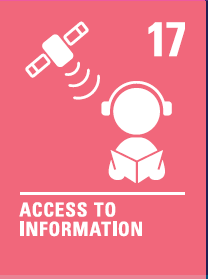 17
ACCESS TO
INFORMATION